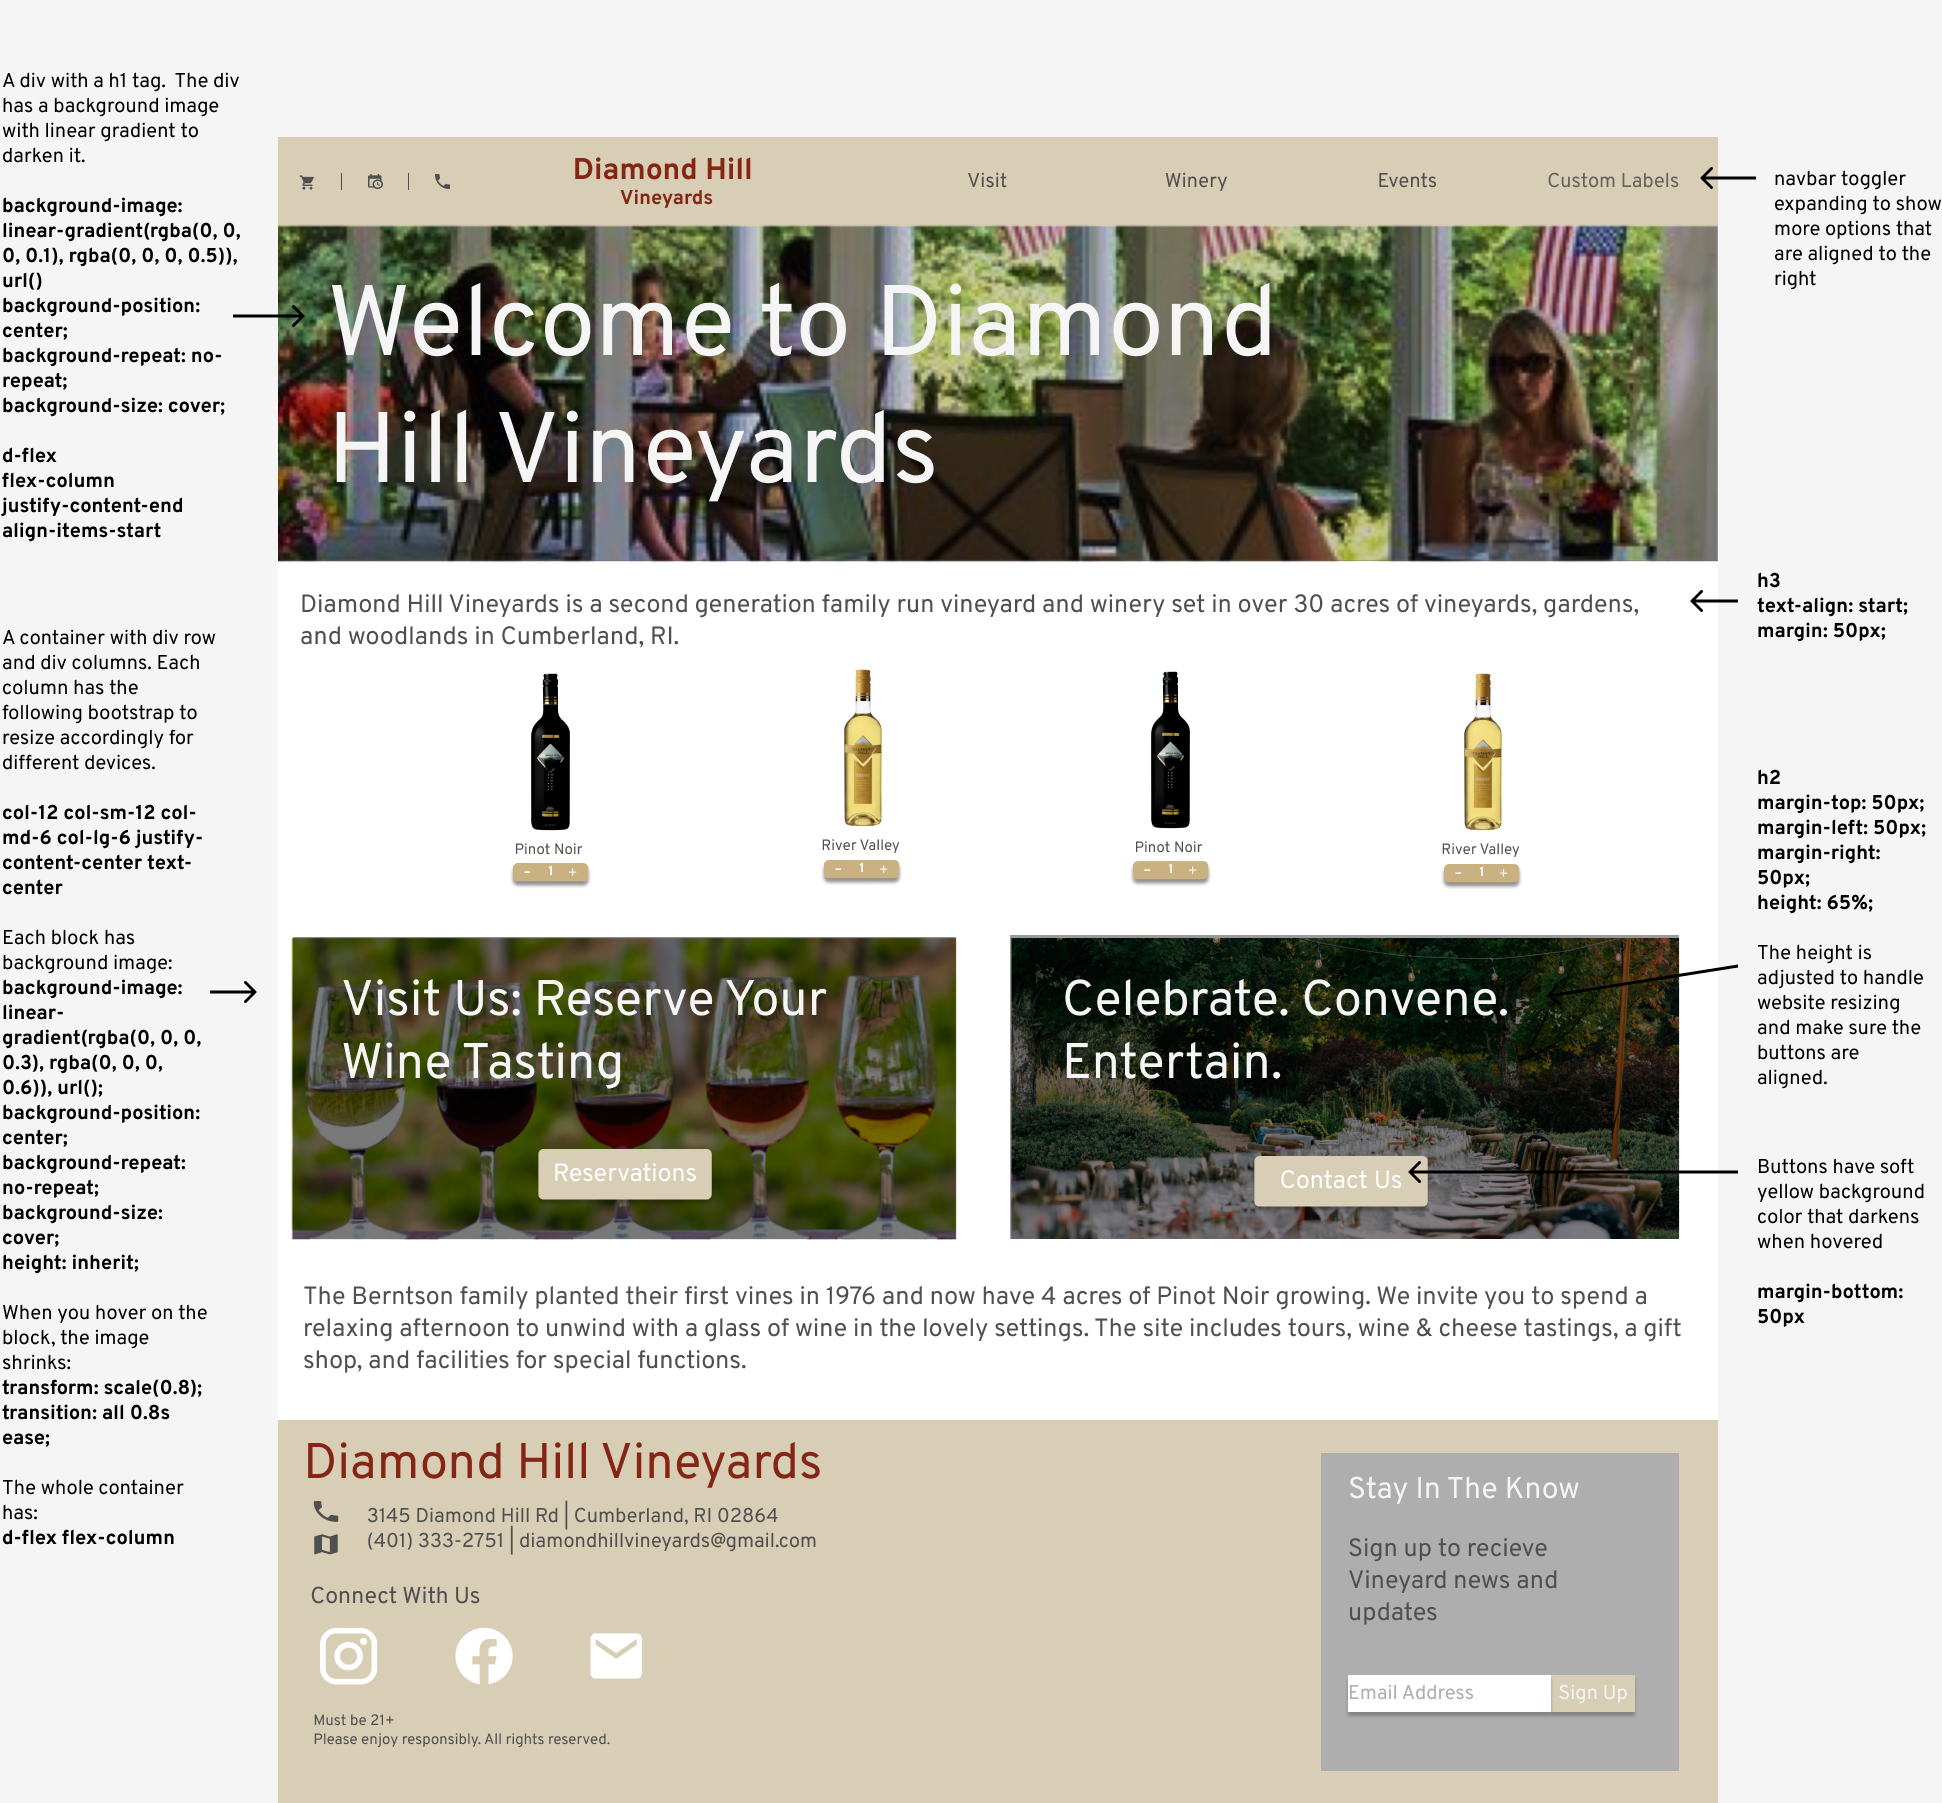 A div with a h1 tag.  The div
has a background image
with linear gradient to
darken it.
background-image:
linear-gradient(rgba(0, 0,
0, 0.1), rgba(0, 0, 0, 0.5)),
url()
background-position:
center;
background-repeat: no-
repeat;
background-size: cover;
d-flex
flex-column
justify-content-end
align-items-start
A container with div row
and div columns. Each
column has the
following bootstrap to
resize accordingly for
different devices.
col-12 col-sm-12 col-
md-6 col-lg-6 justify-
content-center text-
center
Each block has
background image:
background-image:
linear-
gradient(rgba(0, 0, 0,
0.3), rgba(0, 0, 0,
0.6)), url();
background-position:
center;
background-repeat:
no-repeat;
background-size:
cover;
height: inherit;
When you hover on the
block, the image
shrinks:
transform: scale(0.8);
transition: all 0.8s
ease;
The whole container
has:
d-flex flex-column
Diamond Hill
Vineyards
Visit
Winery
Events
Custom Labels
Welcome to Diamond
Hill Vineyards
Diamond Hill Vineyards is a second generation family run vineyard and winery set in over 30 acres of vineyards, gardens,
and woodlands in Cumberland, RI.
Pinot Noir
- 1 +
River Valley
- 1 +
Pinot Noir
- 1 +
River Valley
- 1 +
Visit Us: Reserve Your
Wine Tasting
Reservations
Celebrate. Convene.
Entertain.
Contact Us
The Berntson family planted their first vines in 1976 and now have 4 acres of Pinot Noir growing. We invite you to spend a
relaxing afternoon to unwind with a glass of wine in the lovely settings. The site includes tours, wine & cheese tastings, a gift
shop, and facilities for special functions.
Diamond Hill Vineyards
3145 Diamond Hill Rd | Cumberland, RI 02864
(401) 333-2751 | diamondhillvineyards@gmail.com
Connect With Us
Must be 21+
Please enjoy responsibly. All rights reserved.
Stay In The Know
Sign up to recieve
Vineyard news and
updates
Email Address
Sign Up
navbar toggler
expanding to show
more options that
are aligned to the
right
h3
text-align: start;
margin: 50px;
h2
margin-top: 50px;
margin-left: 50px;
margin-right:
50px;
height: 65%;
The height is
adjusted to handle
website resizing
and make sure the
buttons are
aligned.
Buttons have soft
yellow background
color that darkens
when hovered
margin-bottom:
50px